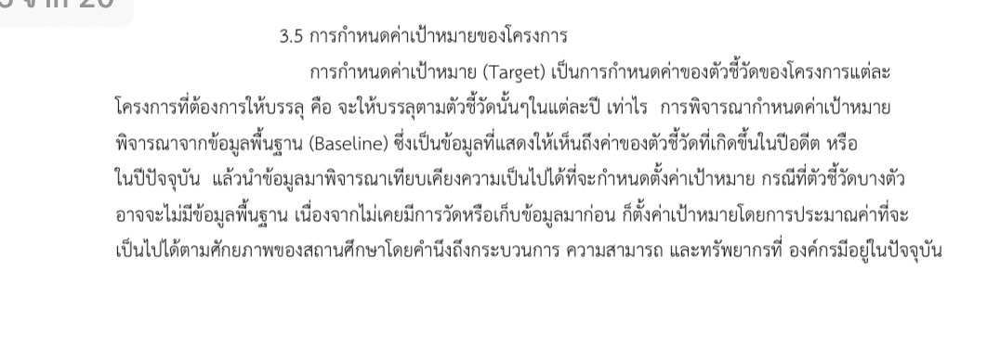 3.5 การกำหนดค่าเป้าหมายของโครงการ
การกำหนดค่าเป้าหมาย (Target) เป็นการกำหนดค่าของตัวชี้วัดของโครงการแต่ละ
โครงการที่ต้องการให้บรรลุ คือ จะให้บรรลุตามตัวชี้วัดนั้นๆในแต่ละปี เท่าไร การพิจารณากำหนดค่าเป้าหมาย
พิจารณาจากข้อมูลพื้นฐาน (Baseline) ซึ่งเป็นข้อมูลที่แสดงให้เห็นถึงค่าของตัวชี้วัดที่เกิดขึ้นในปีอดีต หรือ
ในปีปัจจุบัน แล้วนำข้อมูลมาพิจารณาเทียบเคียงความเป็นไปได้ที่จะกำหนดตั้งค่าเป้าหมาย กรณีที่ตัวชี้วัดบางตัว
อาจจะไม่มีข้อมูลพื้นฐาน เนื่องจากไม่เคยมีการวัดหรือเก็บข้อมูลมาก่อน ก็ตั้งค่าเป้าหมายโดยการประมาณค่าที่จะ
เป็นไปได้ตามศักยภาพของสถานศึกษาโดยคำนึงถึงกระบวนการ ความสามารถ และทรัพยากรที่ องค์กรมีอยู่ในปัจจุบัน